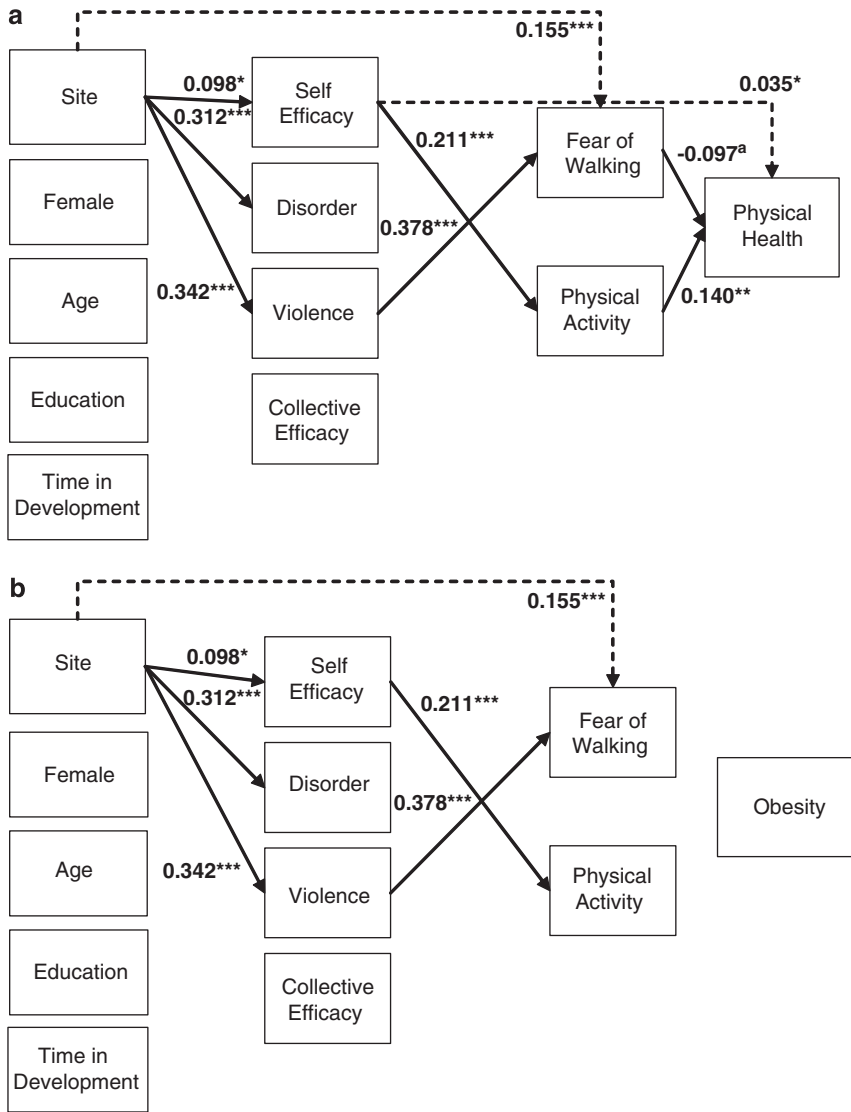 a
0.155***
Site
0.098*
0.312***
Self
Efficacy
0.035*
0.211***
Fear of
Walking
-0.097a
Female
Disorder
0.378***
Physical
Health
Age
0.342***
Violence
Physical
Activity
0.140**
Education
Collective
Efficacy
Time in
Development
b
0.155***
Site
0.098*
0.312***
Self
Efficacy
0.211***
Fear of
Walking
Female
Disorder
0.378***
Obesity
Age
0.342***
Violence
Physical
Activity
Education
Collective
Efficacy
Time in
Development